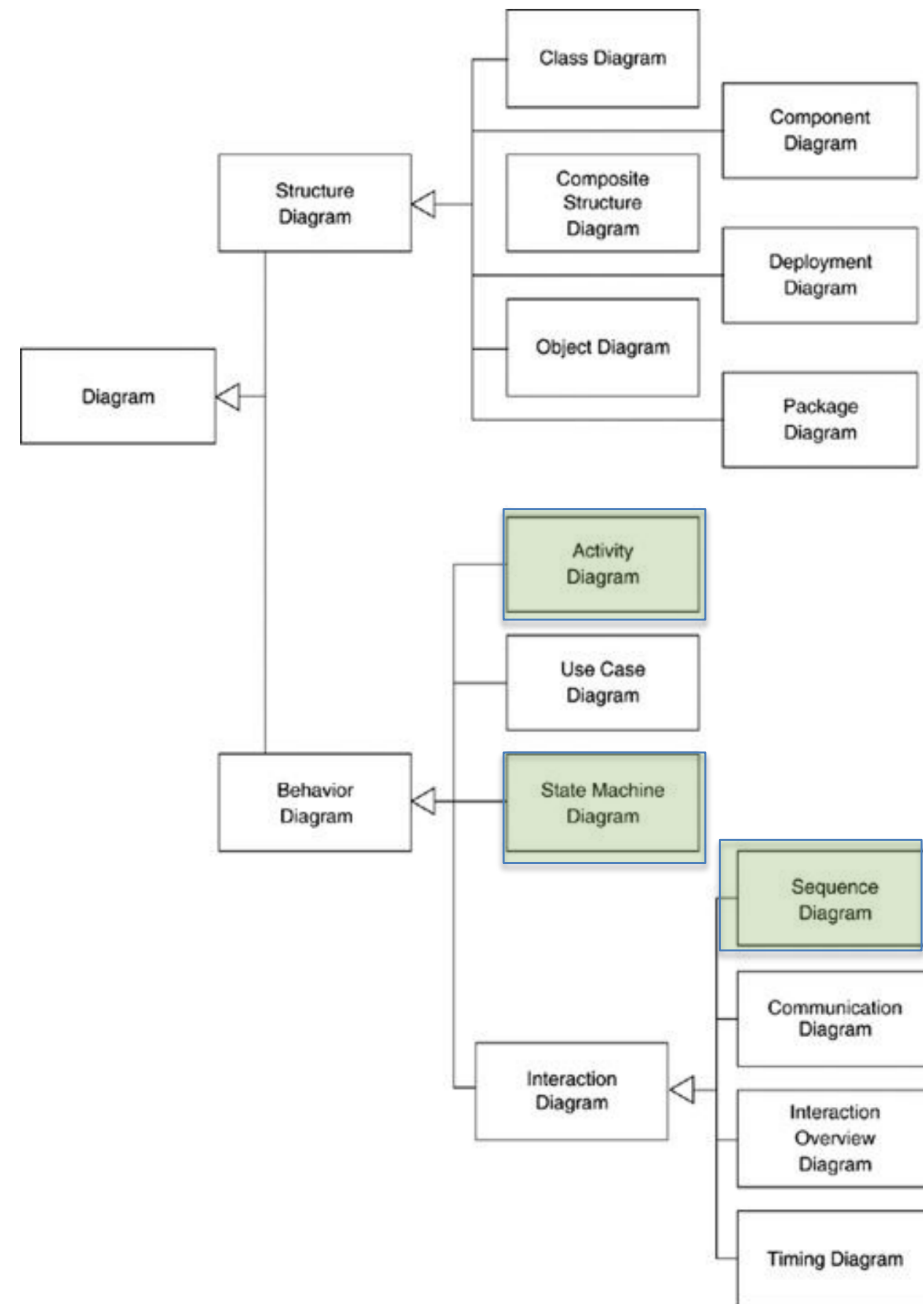 Class Diagram
Component
Diagram
Structure
Diagram
Composite
Structure
Diagram
Deployment
Diagram
Object Diagram
Diagram
Package
Diagram
Activity
Diagram
Use Case
Diagram
Behavior
Diagram
State Machine
Diagram
Sequence
Diagram
Communication
Diagram
Interaction
Diagram
Interaction
Overview
Diagram
Timing Diagram